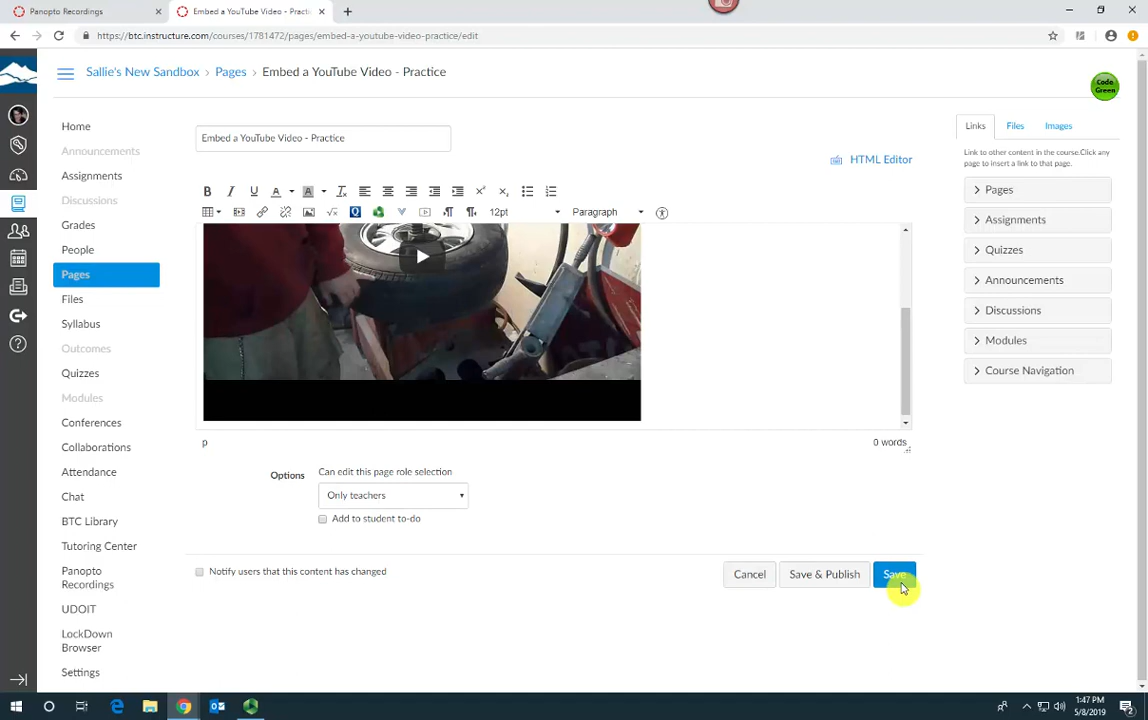 Panopto Recordings
Embed a YouTube Video - Practice
https://btc.instructure.com/courses/1781472/pages/embed-a-youtube-video-practice/edit
Sallie's New Sandbox > Pages > Embed a YouTube Video - Practice
Code Green
Home
Announcements
Assignments
Discussions
Grades
People
Pages
Files
Syllabus
Outcomes
Quizzes
Modules
Conferences
Collaborations
Attendance
Chat
BTC Library
Tutoring Center
Panopto
Recordings
UDOIT
LockDown
Browser
Settings
Embed a YouTube Video - Practice
HTML Editor
12pt Paragraph
p 0 words
Options Can edit this page role selection
Only teachers
Add to student to-do
Notify users that this content has changed
Cancel Save & Publish Save
Links Files Images
Link to other content in the course.Click any
page to insert a link to that page.
Pages
Assignments
Quizzes
Announcements
Discussions
Modules
Course Navigation
1:47 PM
5/8/2019